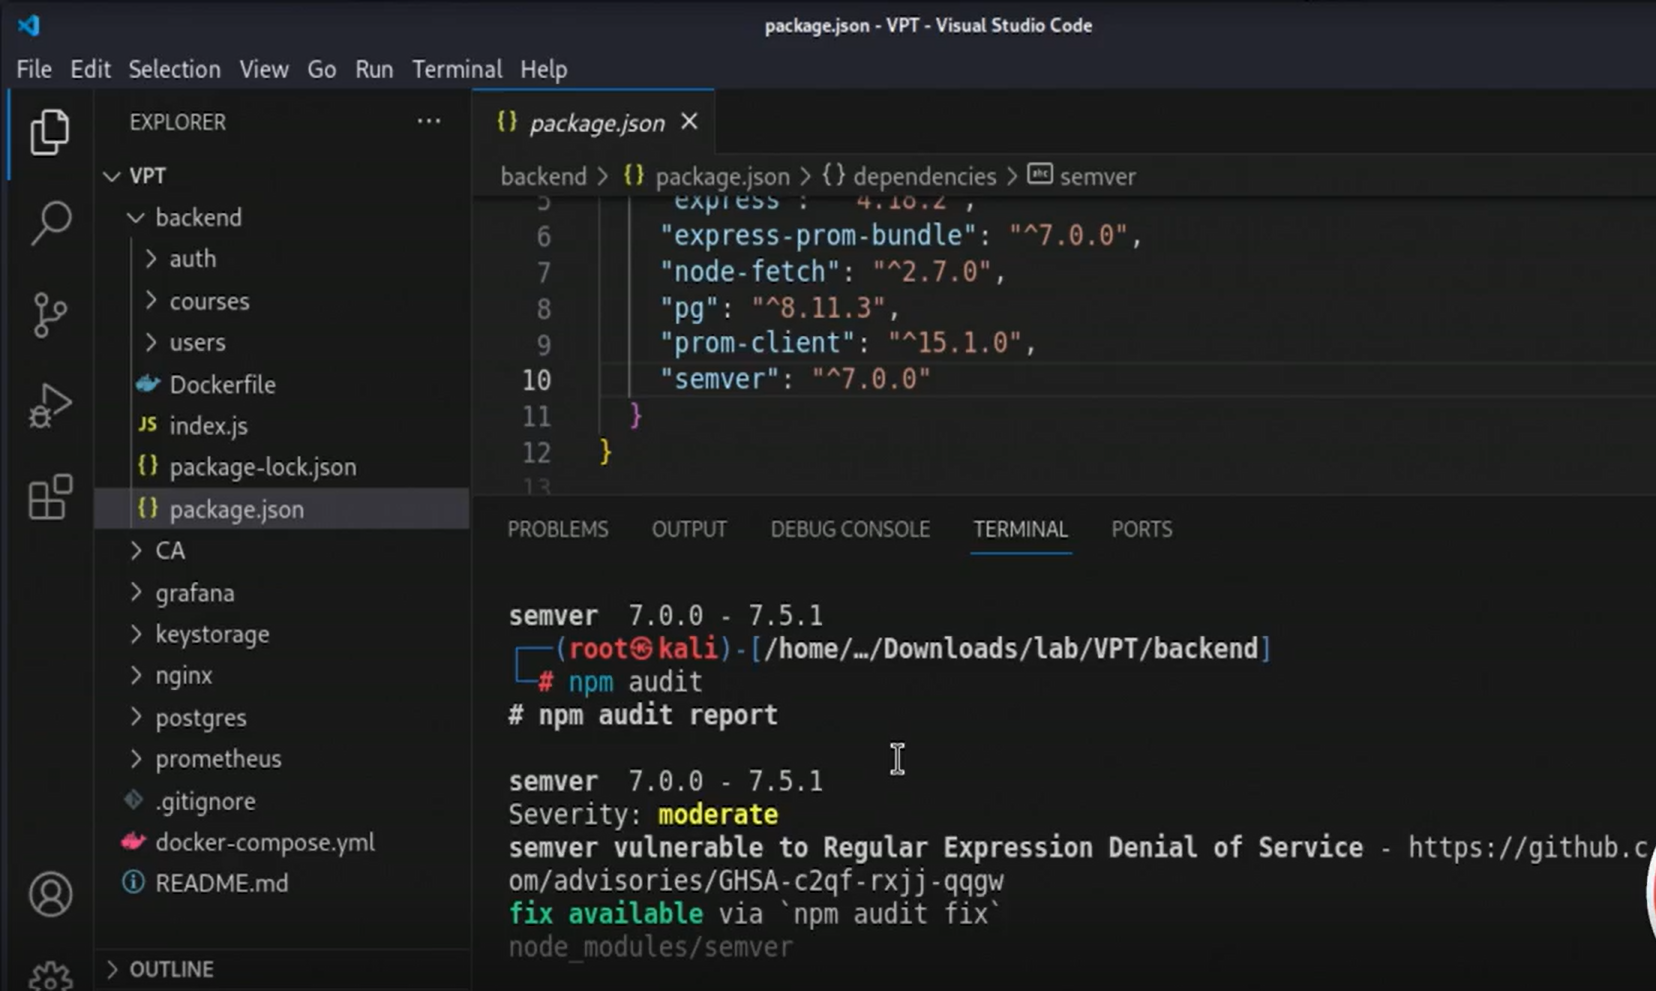 package.json - VPT - Visual Studio Code
File Edit Selection View Go Run Terminal Help
EXPLORER ···
VPT
backend
auth
courses
users
Dockerfile
JS index.js
{} package-lock.json
{} package.json
CA
grafana
keystorage
nginx
postgres
prometheus
.gitignore
docker-compose.yml
README.md
OUTLINE
{} package.json ×
backend > {} package.json > {} dependencies > abc semver
5 "express": "^4.18.2",
6 "express-prom-bundle": "^7.0.0",
7 "node-fetch": "^2.7.0",
8 "pg": "^8.11.3",
9 "prom-client": "^15.1.0",
10 "semver": "^7.0.0"
11 }
12 }
13
PROBLEMS OUTPUT DEBUG CONSOLE TERMINAL PORTS
semver 7.0.0 - 7.5.1
┌──(root㉿kali)-[/home/…/Downloads/lab/VPT/backend]
└─# npm audit
# npm audit report
semver 7.0.0 - 7.5.1
Severity: moderate
semver vulnerable to Regular Expression Denial of Service - https://github.c
om/advisories/GHSA-c2qf-rxjj-qqgw
fix available via `npm audit fix`
node_modules/semver